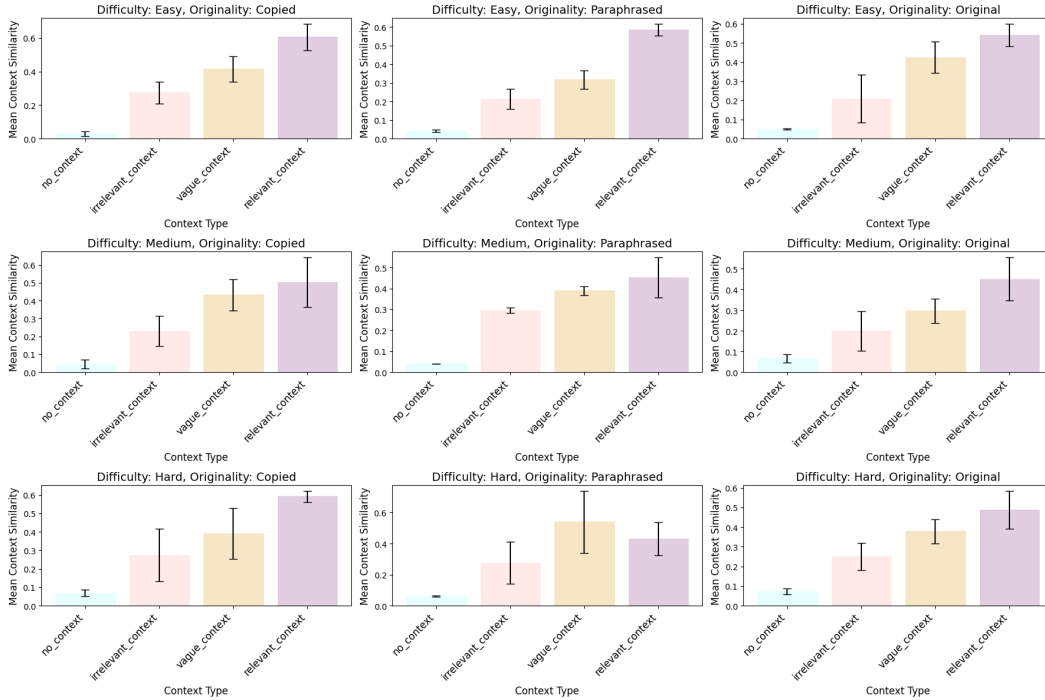 Difficulty: Easy, Originality: Copied
Mean Context Similarity
0.6
0.4
0.2
0.0
no_context
irrelevant_context
vague_context
relevant_context
Context Type
Difficulty: Easy, Originality: Paraphrased
Mean Context Similarity
0.6
0.5
0.4
0.3
0.2
0.1
0.0
no_context
irrelevant_context
vague_context
relevant_context
Context Type
Difficulty: Easy, Originality: Original
Mean Context Similarity
0.6
0.5
0.4
0.3
0.2
0.1
0.0
no_context
irrelevant_context
vague_context
relevant_context
Context Type
Difficulty: Medium, Originality: Copied
Mean Context Similarity
0.6
0.5
0.4
0.3
0.2
0.1
0.0
no_context
irrelevant_context
vague_context
relevant_context
Context Type
Difficulty: Medium, Originality: Paraphrased
Mean Context Similarity
0.5
0.4
0.3
0.2
0.1
0.0
no_context
irrelevant_context
vague_context
relevant_context
Context Type
Difficulty: Medium, Originality: Original
Mean Context Similarity
0.5
0.4
0.3
0.2
0.1
0.0
no_context
irrelevant_context
vague_context
relevant_context
Context Type
Difficulty: Hard, Originality: Copied
Mean Context Similarity
0.6
0.5
0.4
0.3
0.2
0.1
0.0
no_context
irrelevant_context
vague_context
relevant_context
Context Type
Difficulty: Hard, Originality: Paraphrased
Mean Context Similarity
0.6
0.4
0.2
0.0
no_context
irrelevant_context
vague_context
relevant_context
Context Type
Difficulty: Hard, Originality: Original
Mean Context Similarity
0.6
0.5
0.4
0.3
0.2
0.1
0.0
no_context
irrelevant_context
vague_context
relevant_context
Context Type